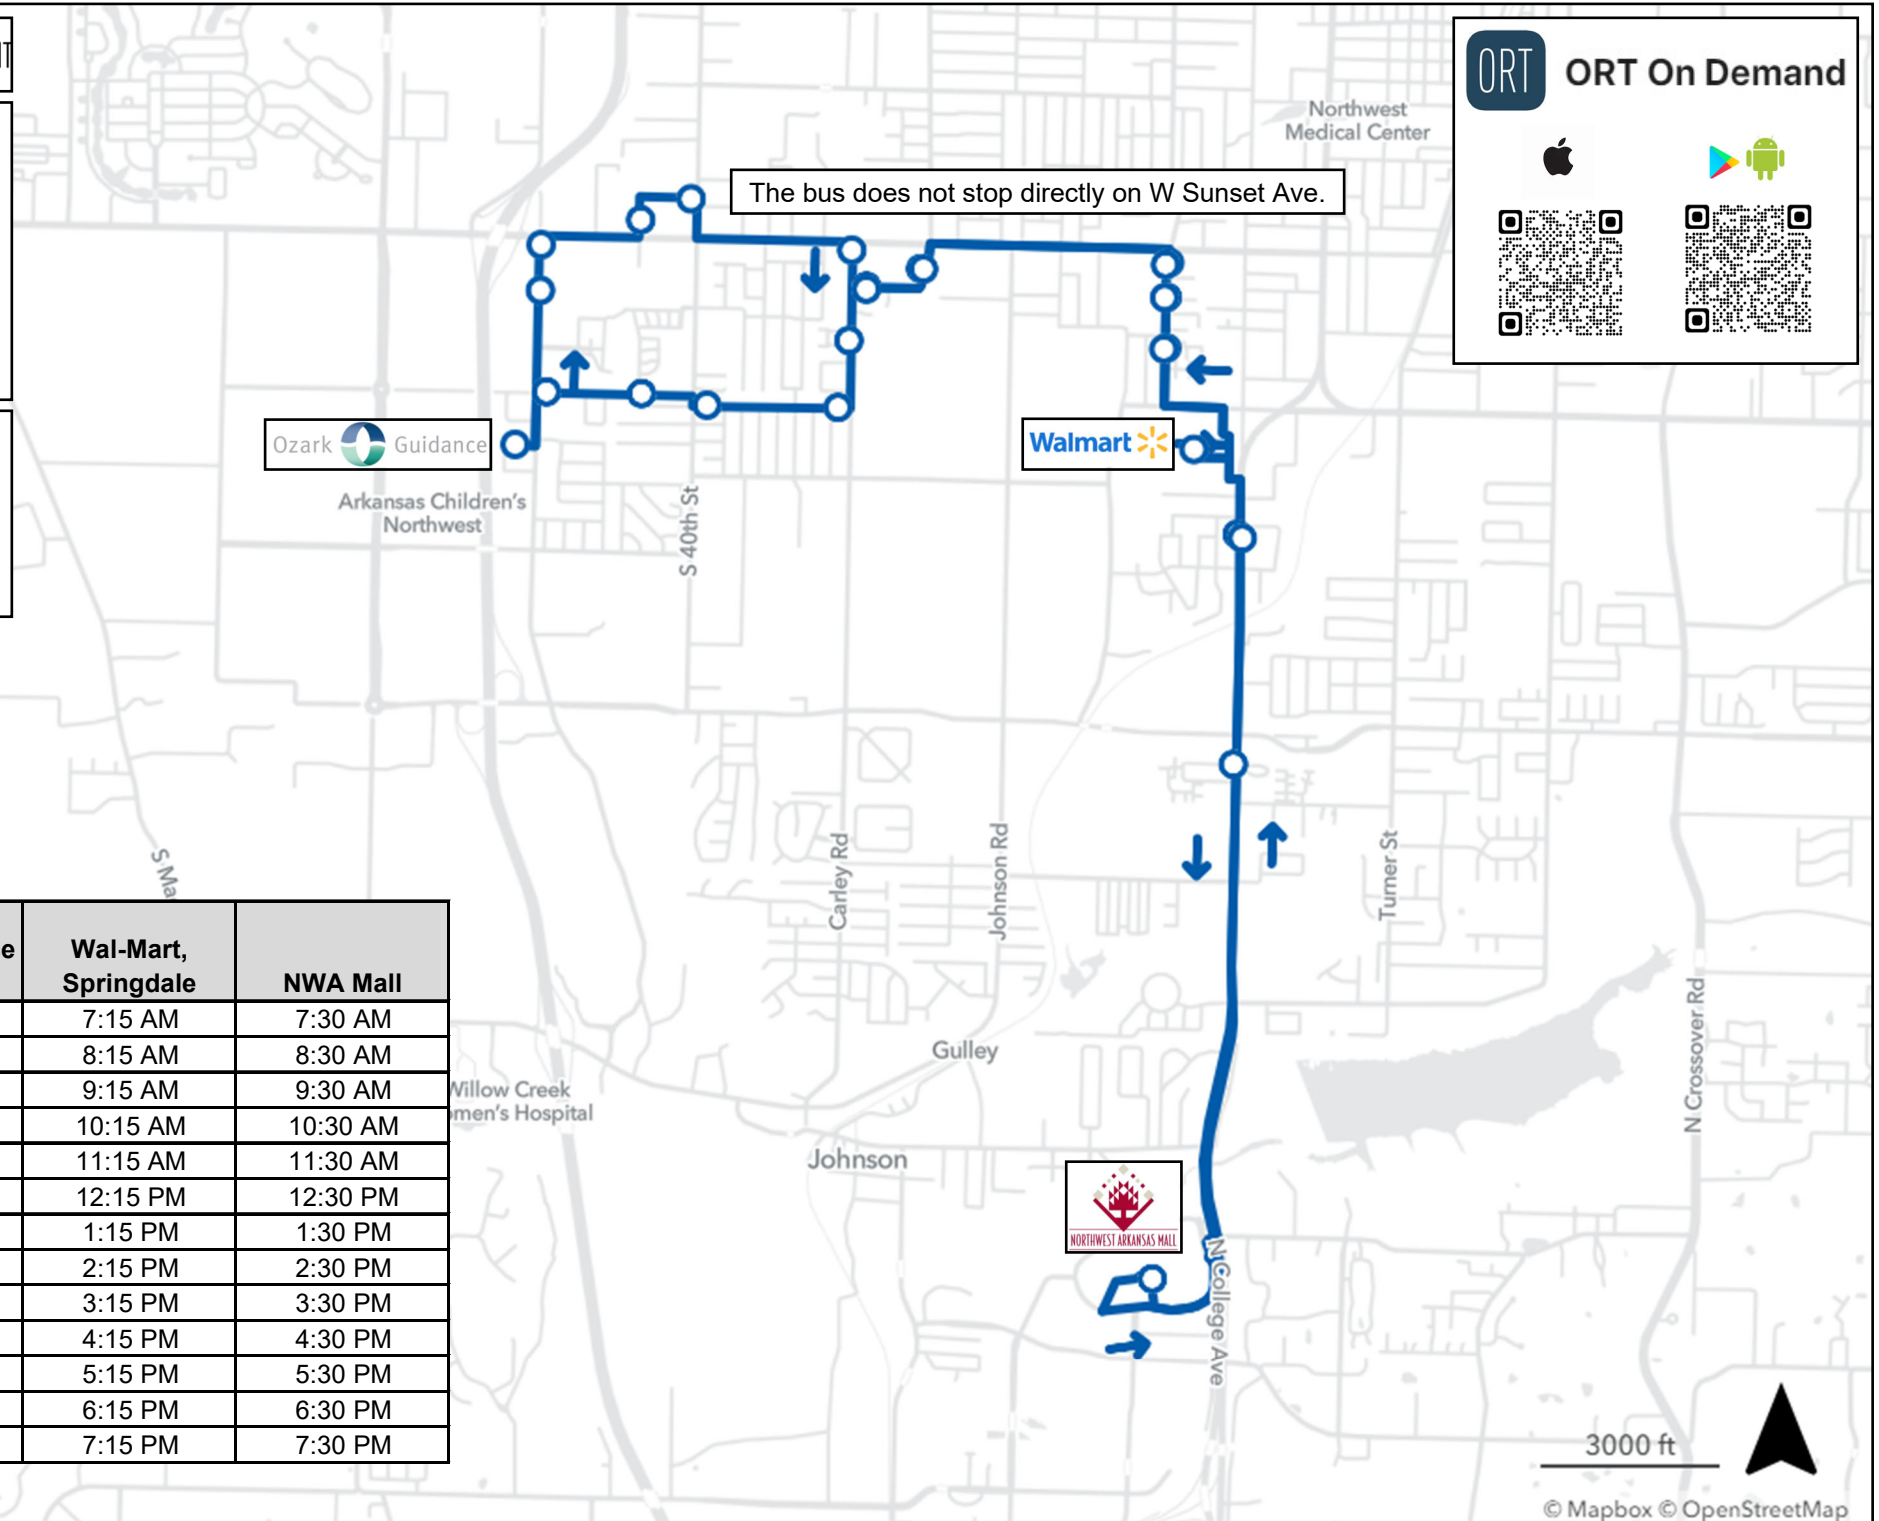 ORT
ORT On Demand
Northwest
Medical Center
The bus does not stop directly on W Sunset Ave.
Ozark Guidance
Walmart
Arkansas Children's
Northwest
S 40th St
Carley Rd
Johnson Rd
Turner St
N Crossover Rd
S Ma
e
Wal-Mart,
Springdale
NWA Mall
7:15 AM 7:30 AM
8:15 AM 8:30 AM
9:15 AM 9:30 AM
10:15 AM 10:30 AM
11:15 AM 11:30 AM
12:15 PM 12:30 PM
1:15 PM 1:30 PM
2:15 PM 2:30 PM
3:15 PM 3:30 PM
4:15 PM 4:30 PM
5:15 PM 5:30 PM
6:15 PM 6:30 PM
7:15 PM 7:30 PM
Willow Creek
men's Hospital
Gulley
Johnson
NORTHWEST ARKANSAS MALL
N College Ave
3000 ft
© Mapbox © OpenStreetMap